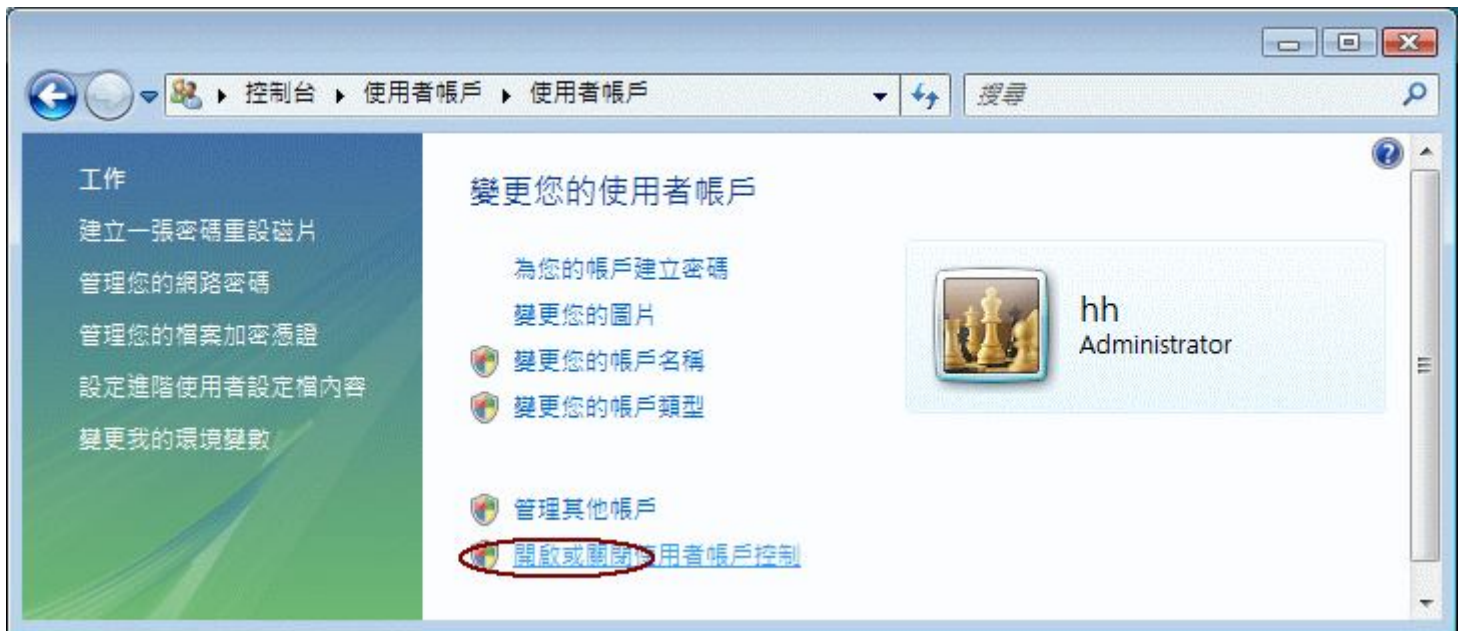 控制台 ▸ 使用者帳戶 ▸ 使用者帳戶
搜尋
工作
建立一張密碼重設磁片
管理您的網路密碼
管理您的檔案加密憑證
設定進階使用者設定檔內容
變更我的環境變數
變更您的使用者帳戶
為您的帳戶建立密碼
變更您的圖片
變更您的帳戶名稱
變更您的帳戶類型
管理其他帳戶
開啟或關閉使用者帳戶控制
hh
Administrator